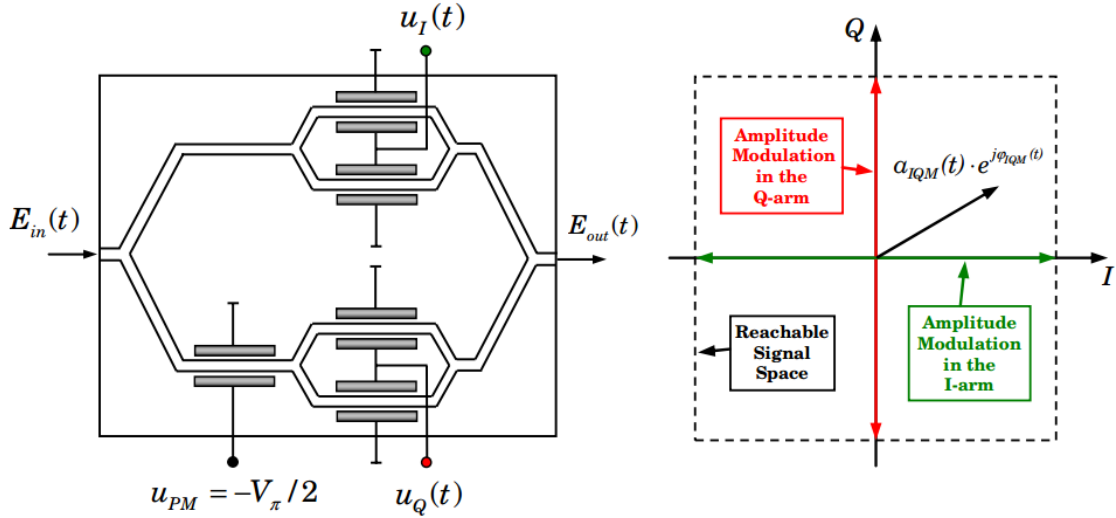 u_I(t)
E_in(t)
E_out(t)
u_PM = −V_π/2
u_Q(t)
Q
Amplitude
Modulation
in the
Q-arm
a_IQM(t) · e^{jφ_IQM(t)}
I
Reachable
Signal
Space
Amplitude
Modulation
in the
I-arm